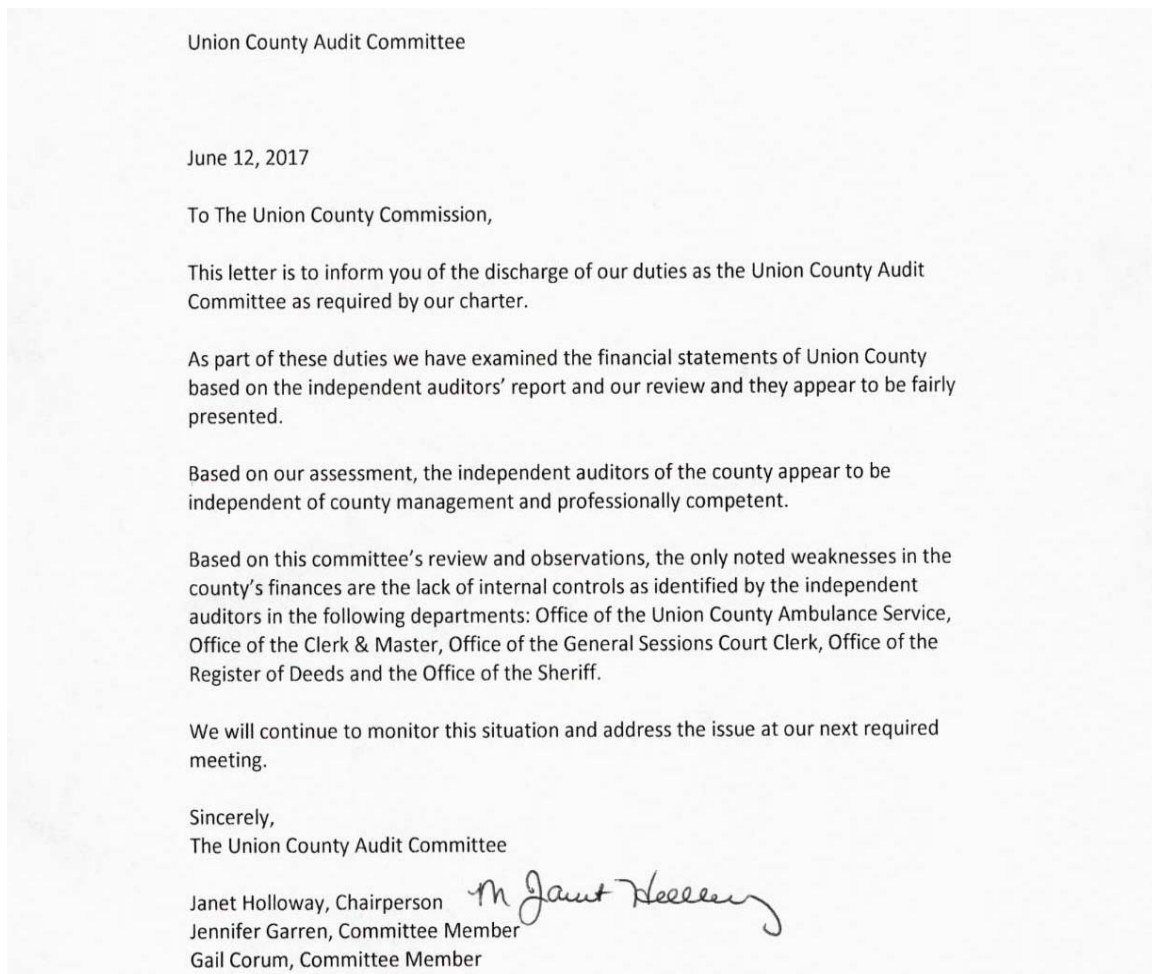 Union County Audit Committee
June 12, 2017
To The Union County Commission,
This letter is to inform you of the discharge of our duties as the Union County Audit
Committee as required by our charter.
As part of these duties we have examined the financial statements of Union County
based on the independent auditors' report and our review and they appear to be fairly
presented.
Based on our assessment, the independent auditors of the county appear to be
independent of county management and professionally competent.
Based on this committee's review and observations, the only noted weaknesses in the
county's finances are the lack of internal controls as identified by the independent
auditors in the following departments: Office of the Union County Ambulance Service,
Office of the Clerk & Master, Office of the General Sessions Court Clerk, Office of the
Register of Deeds and the Office of the Sheriff.
We will continue to monitor this situation and address the issue at our next required
meeting.
Sincerely,
The Union County Audit Committee
Janet Holloway, Chairperson M Janet
Jennifer Garren, Committee Member
Gail Corum, Committee Member